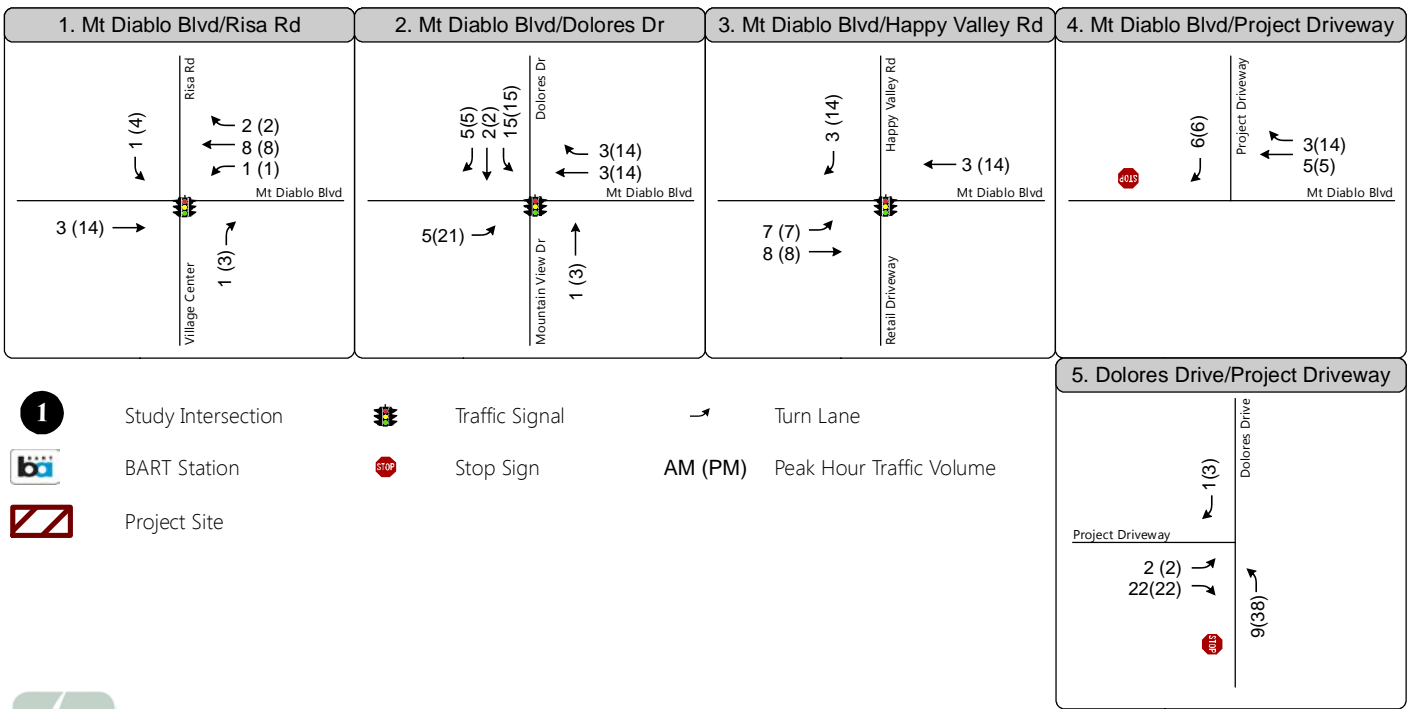 1. Mt Diablo Blvd/Risa Rd
Risa Rd
1 (4)
2 (2)
8 (8)
1 (1)
Mt Diablo Blvd
3 (14)
1 (3)
Village Center
2. Mt Diablo Blvd/Dolores Dr
Dolores Dr
5(5)
2(2)
15(15)
3(14)
3(14)
Mt Diablo Blvd
5(21)
1 (3)
Mountain View Dr
3. Mt Diablo Blvd/Happy Valley Rd
Happy Valley Rd
3 (14)
3 (14)
Mt Diablo Blvd
7 (7)
8 (8)
Retail Driveway
4. Mt Diablo Blvd/Project Driveway
Project Driveway
6(6)
3(14)
5(5)
STOP
Mt Diablo Blvd
5. Dolores Drive/Project Driveway
Dolores Drive
1(3)
Project Driveway
2 (2)
22(22)
9(38)
STOP
1 Study Intersection
Traffic Signal
Turn Lane
BART
ba BART Station
STOP Stop Sign
AM (PM) Peak Hour Traffic Volume
Project Site